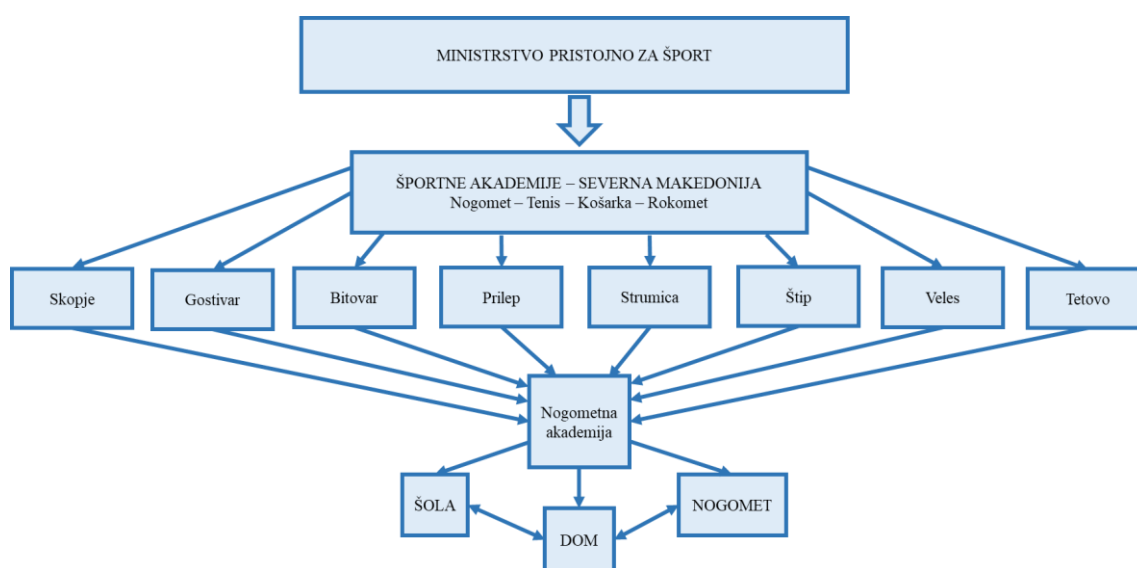 MINISTRSTVO PRISTOJNO ZA ŠPORT
ŠPORTNE AKADEMIJE – SEVERNA MAKEDONIJA
Nogomet – Tenis – Košarka – Rokomet
Skopje
Gostivar
Bitovar
Prilep
Strumica
Štip
Veles
Tetovo
Nogometna
akademija
ŠOLA
NOGOMET
DOM